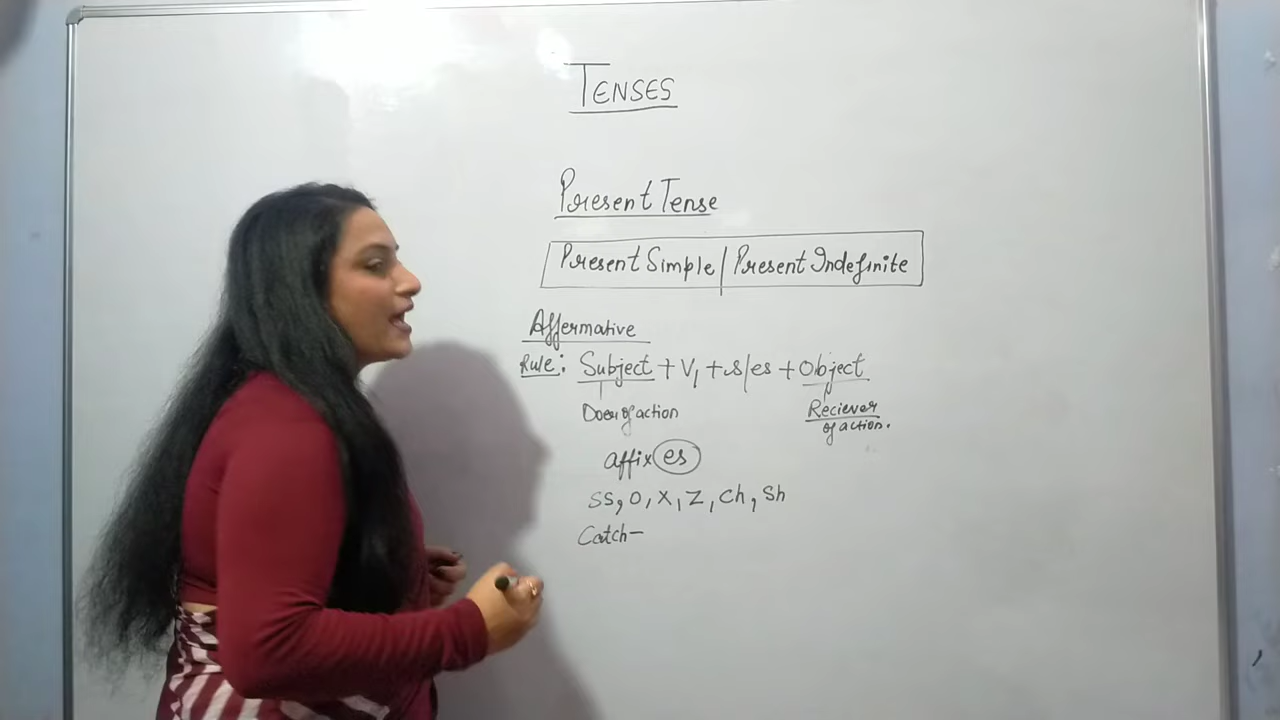 TENSES
Present Tense
Present Simple | Present Indefinite
Affermative
Rule: Subject + V1 + s/es + Object
Doer of action Reciever
of action.
affix es
ss, o, x, z, ch, sh
Catch-